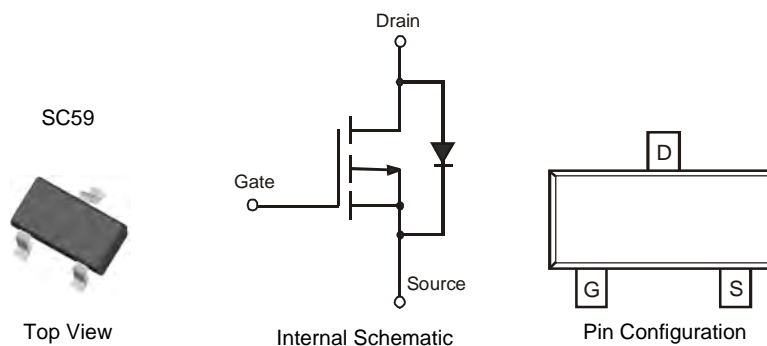 SC59
Top View
Drain
Gate
Source
Internal Schematic
D
G
S
Pin Configuration